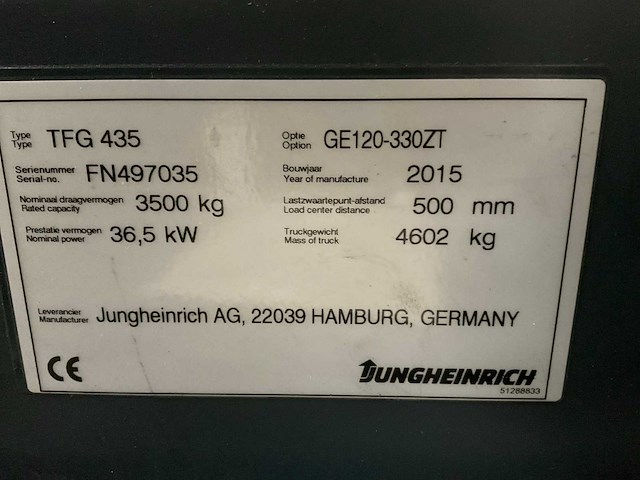 Type
Type TFG 435
Optie
Option GE120-330ZT
Serienummer
Serial-no. FN497035
Bouwjaar
Year of manufacture 2015
Nominaal draagvermogen
Rated capacity 3500 kg
Lastzwaartepunt-afstand
Load center distance 500 mm
Prestatie vermogen
Nominal power 36,5 kW
Truckgewicht
Mass of truck 4602 kg
Leverancier
Manufacturer Jungheinrich AG, 22039 HAMBURG, GERMANY
CE
JUNGHEINRICH
51288833